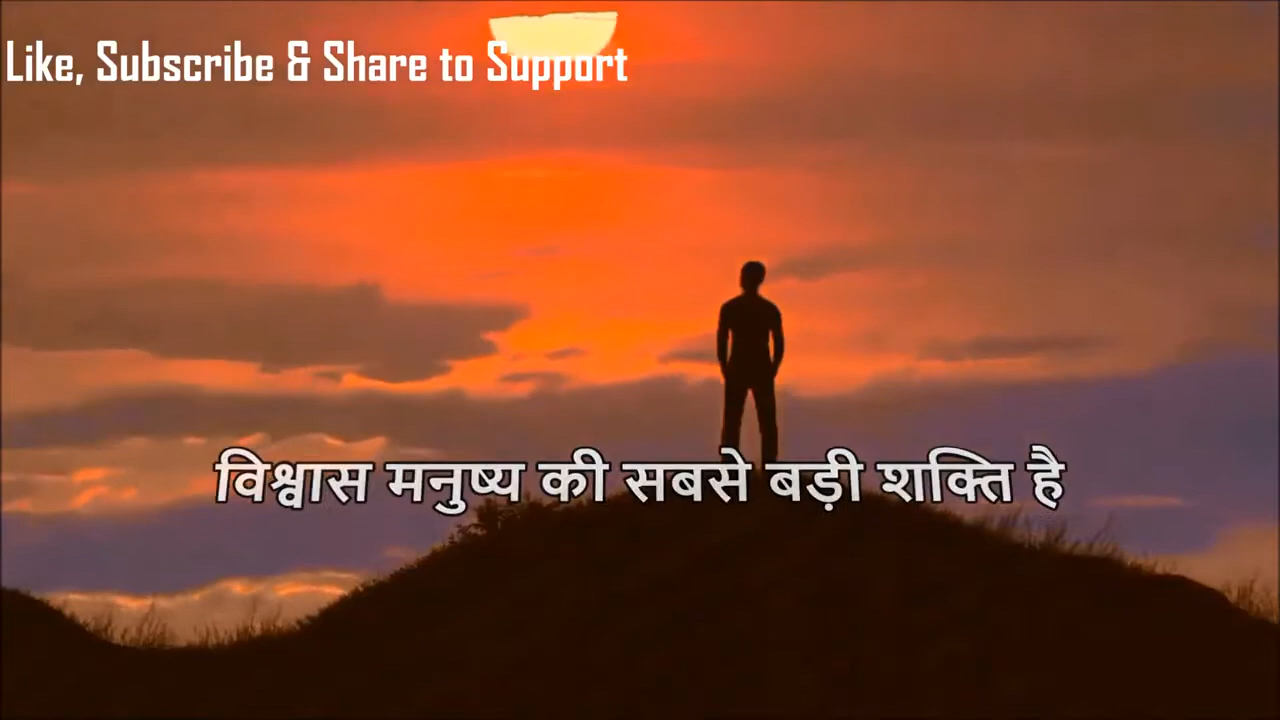 Like, Subscribe & Share to Support
विश्वास मनुष्य की सबसे बड़ी शक्ति है